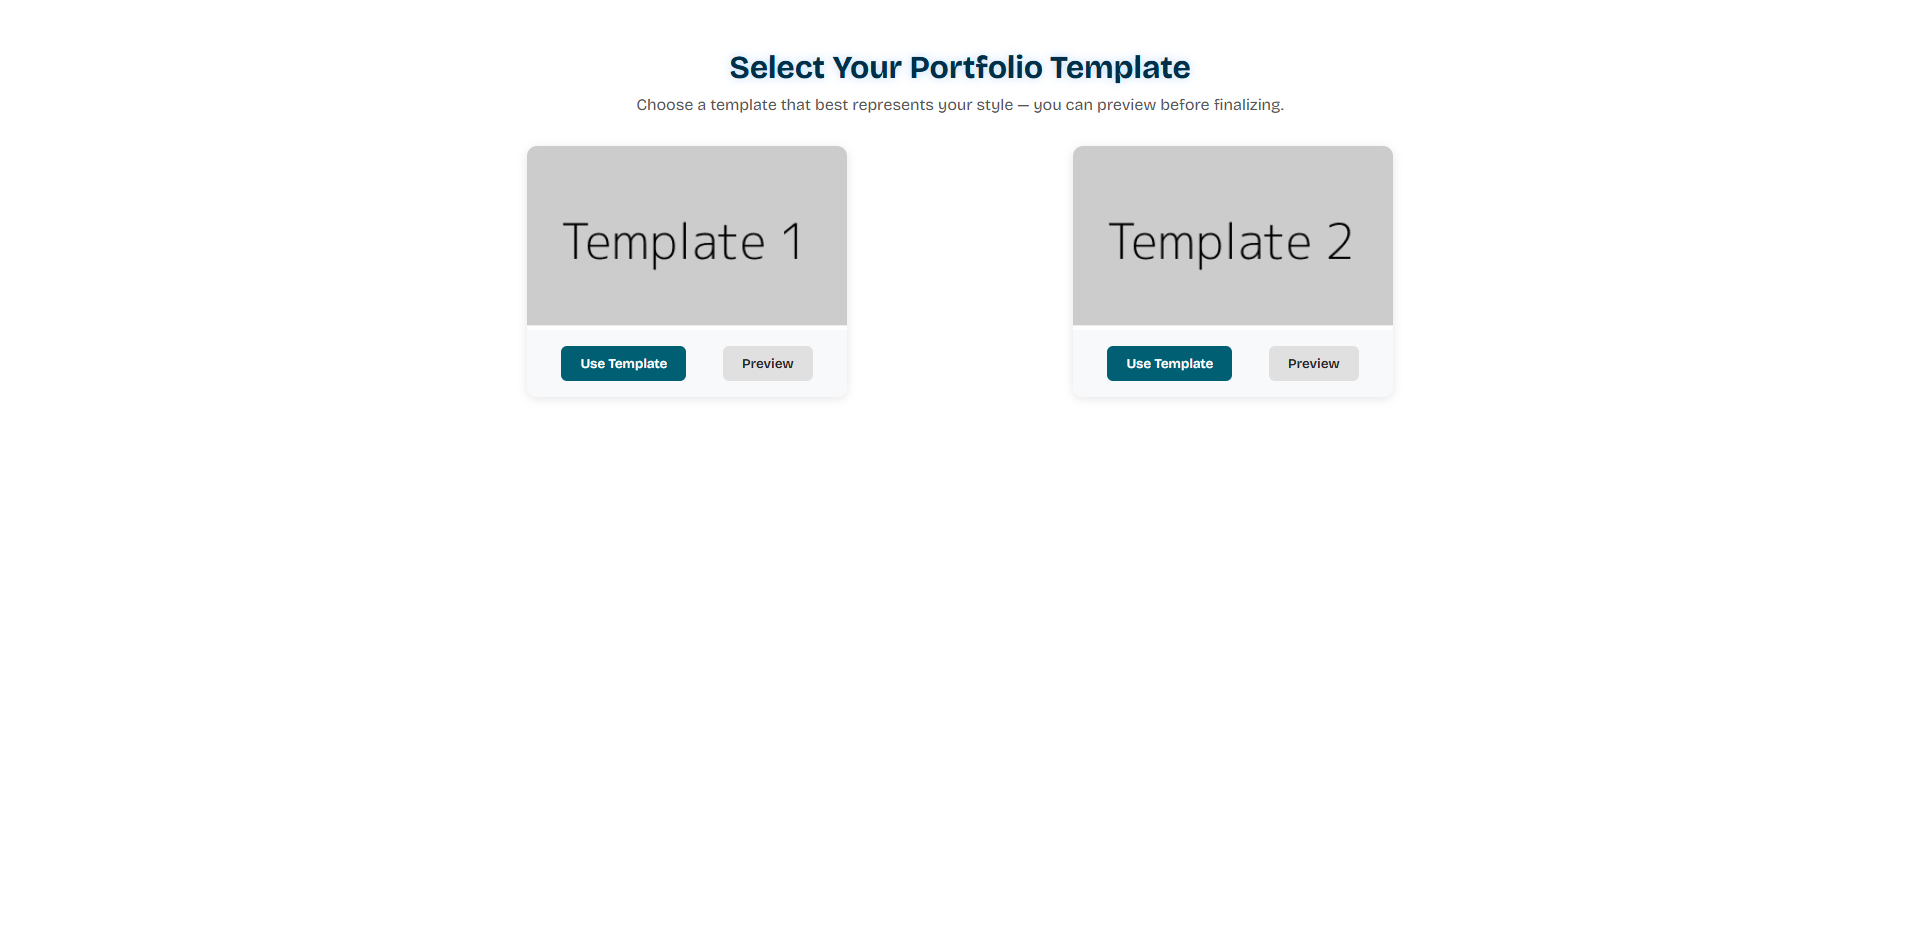 Select Your Portfolio Template
Choose a template that best represents your style — you can preview before finalizing.
Template 1
Template 2
Use Template
Preview
Use Template
Preview